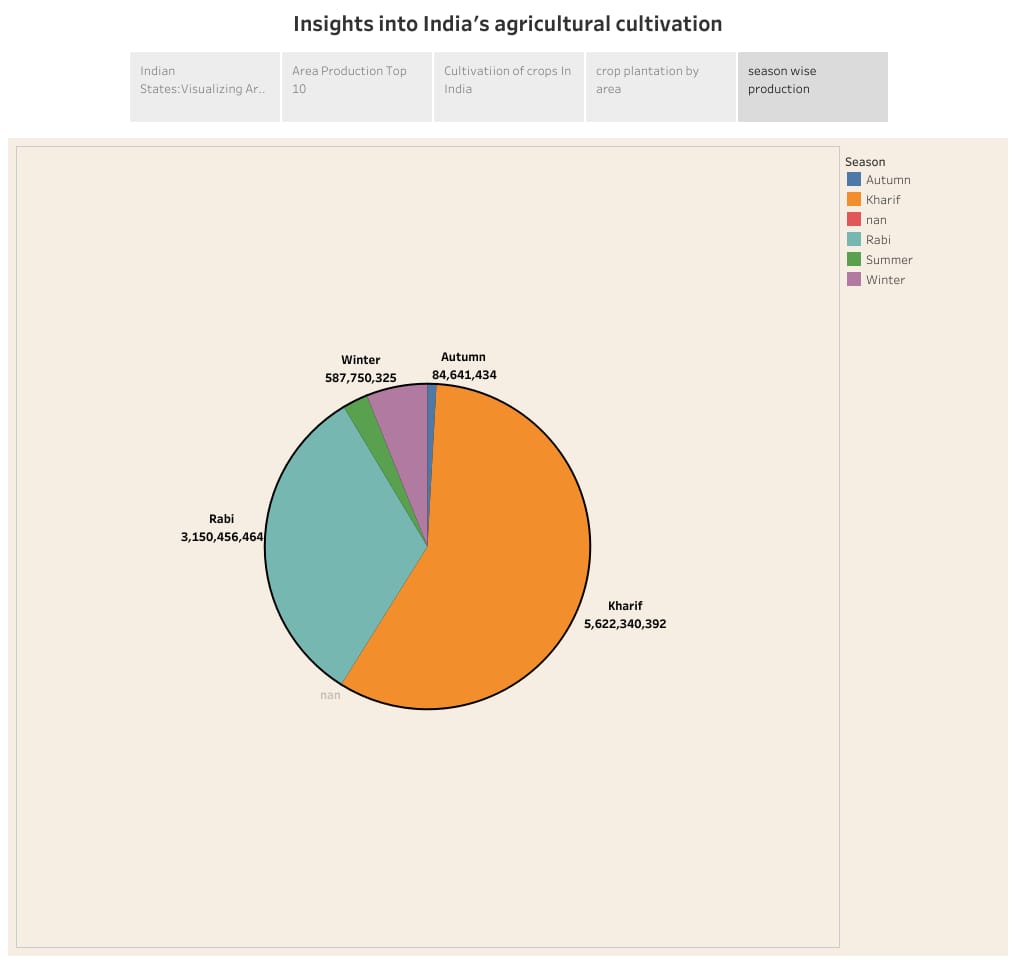 Insights into India's agricultural cultivation
Indian
States:Visualizing Ar..
Area Production Top
10
Cultivatiion of crops In
India
crop plantation by
area
season wise
production
Season
Autumn
Kharif
nan
Rabi
Summer
Winter
Winter
587,750,325
Autumn
84,641,434
Rabi
3,150,456,464
Kharif
5,622,340,392
nan